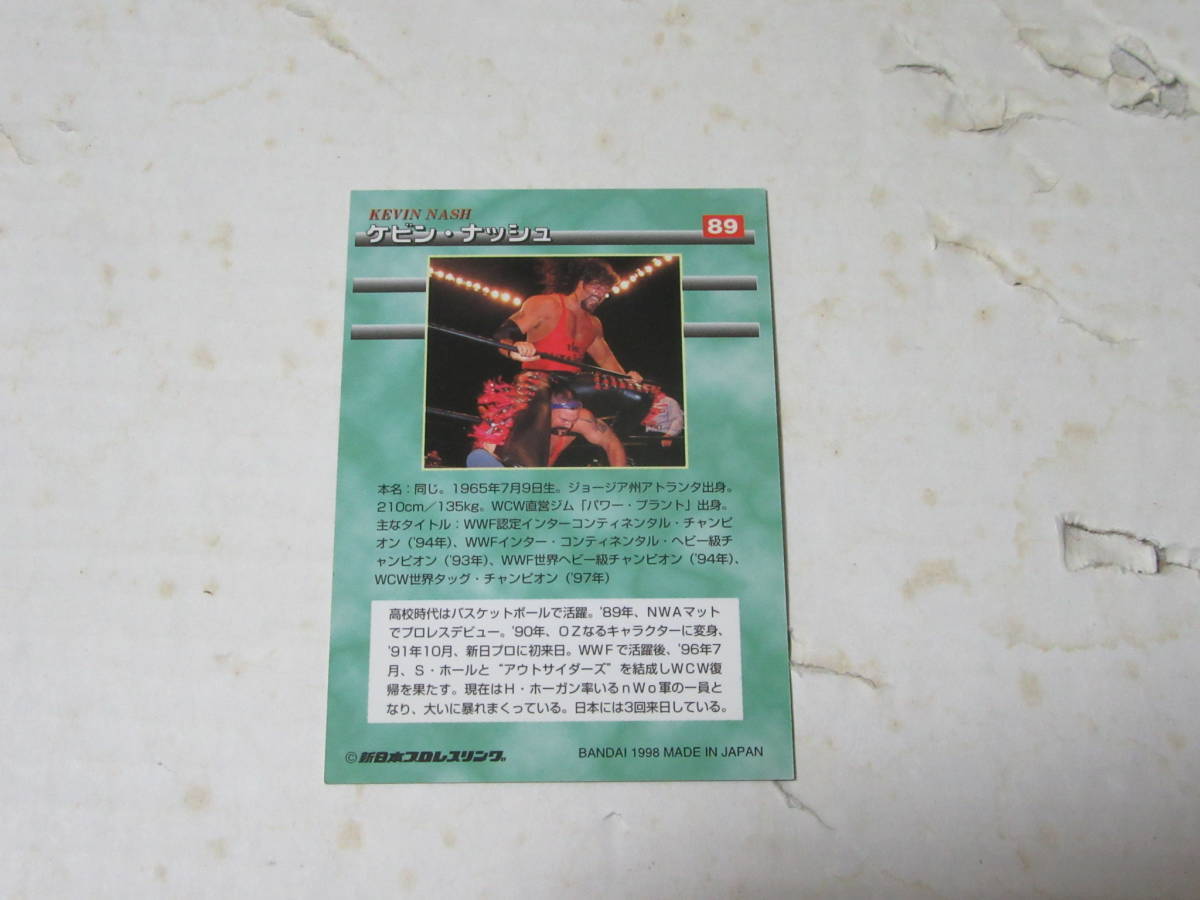 KEVIN NASH
ケビン・ナッシュ
89
本名：同じ。1965年7月9日生。ジョージア州アトランタ出身。
210cm／135kg。WCW直営ジム「パワー・プラント」出身。
主なタイトル：WWF認定インターコンティネンタル・チャンピ
オン（'94年）、WWFインター・コンティネンタル・ヘビー級チ
ャンピオン（'93年）、WWF世界ヘビー級チャンピオン（'94年）、
WCW世界タッグ・チャンピオン（'97年）
高校時代はバスケットボールで活躍。'89年、NWAマット
でプロレスデビュー。'90年、OZなるキャラクターに変身、
'91年10月、新日プロに初来日。WWFで活躍後、'96年7
月、S・ホールと“アウトサイダーズ”を結成しWCW復
帰を果たす。現在はH・ホーガン率いるnWo軍の一員と
なり、大いに暴れまくっている。日本には3回来日している。
©新日本プロレスリング
BANDAI 1998 MADE IN JAPAN